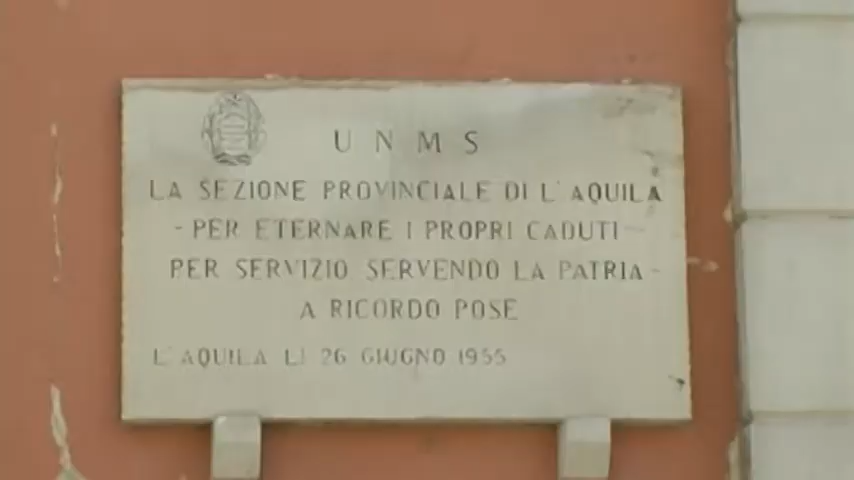 UNMS
LA SEZIONE PROVINCIALE DI L'AQUILA
- PER ETERNARE I PROPRI CADUTI -
PER SERVIZIO SERVENDO LA PATRIA -
A RICORDO POSE
L'AQUILA LI 26 GIUGNO 1955